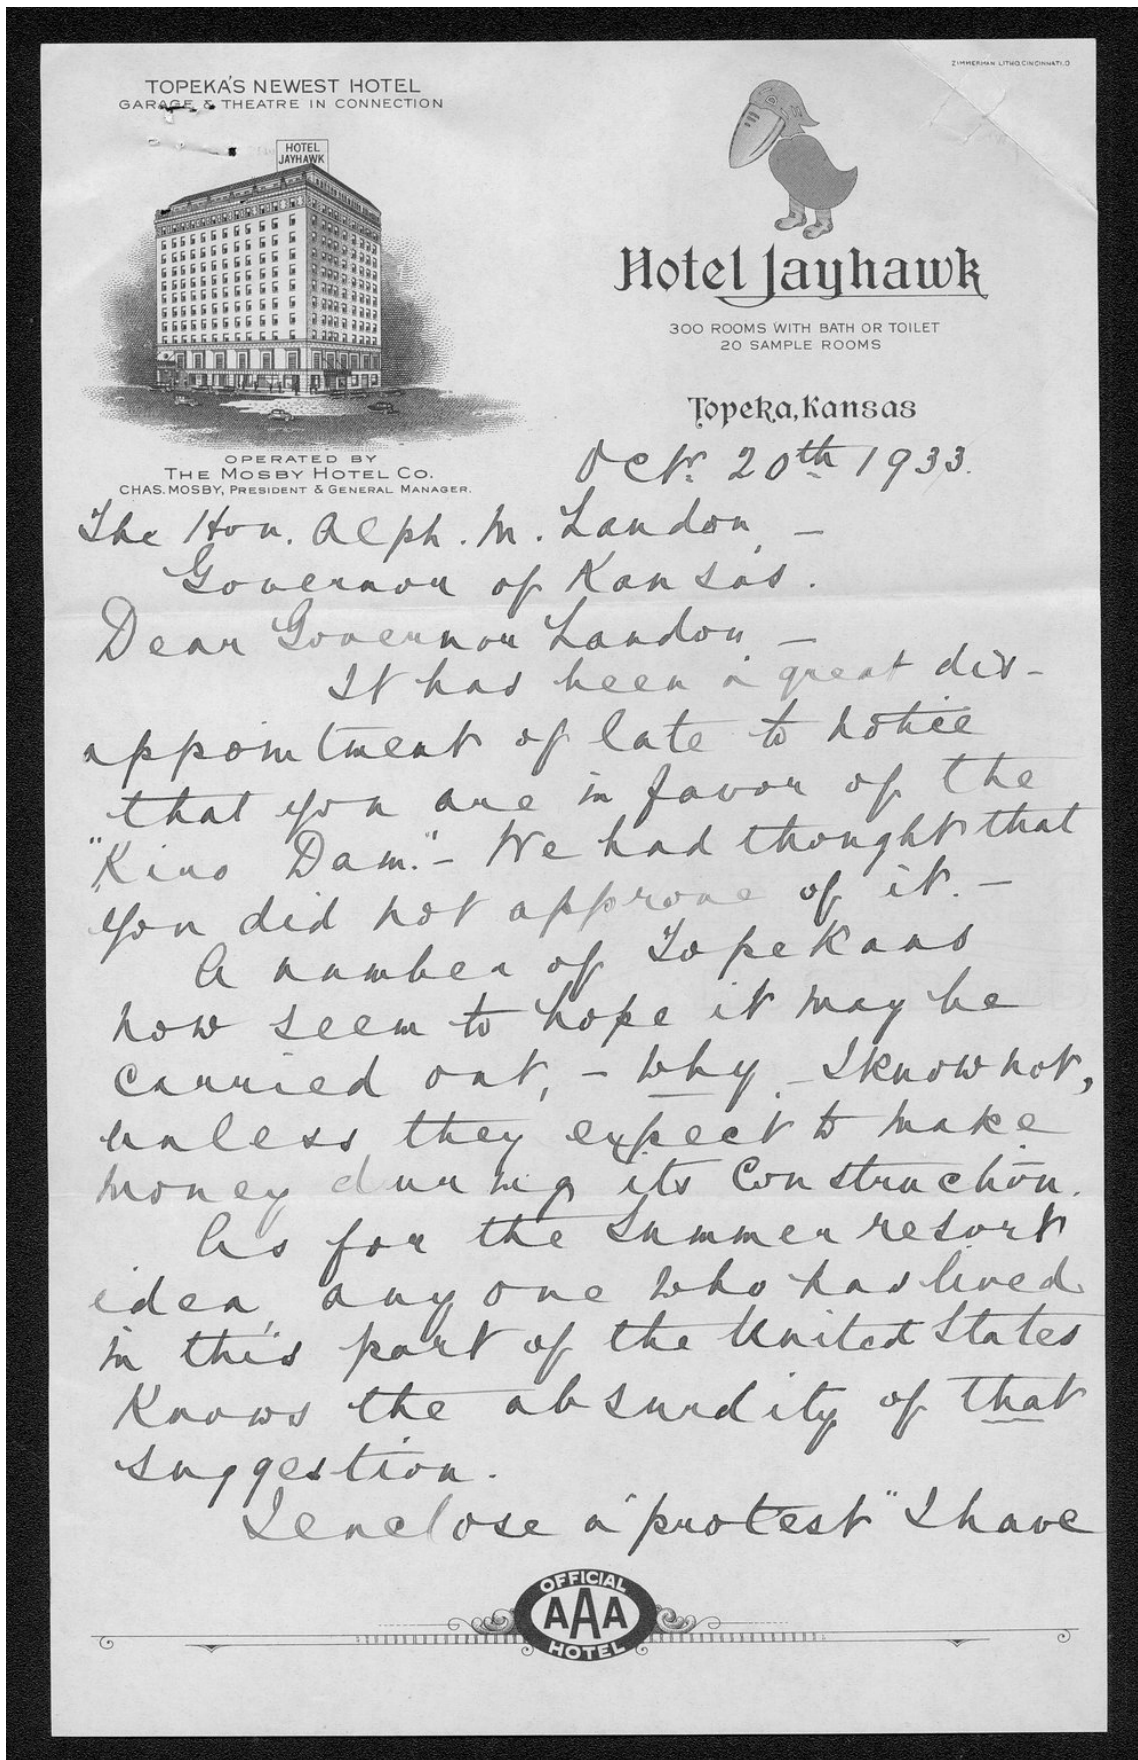 TOPEKA'S NEWEST HOTEL
GARAGE & THEATRE IN CONNECTION
HOTEL
JAYHAWK
OPERATED BY
THE MOSBY HOTEL CO.
CHAS. MOSBY, PRESIDENT & GENERAL MANAGER.
ZIMMERMAN LITHO. CINCINNATI, O
Hotel Jayhawk
300 ROOMS WITH BATH OR TOILET
20 SAMPLE ROOMS
Topeka, Kansas
Octr. 20th 1933.
The Hon. Alph. M. Landon, –
Governor of Kansas.
Dear Governor Landon –
It has been a great dis-
appointment of late to notice
that you are in favor of the
"Kiro Dam." – We had thought that
you did not approve of it. –
A number of Topekans
now seem to hope it may be
carried out, – why – I know not,
unless they expect to make
money during its construction.
As for the summer resort
idea, any one who has lived
in this part of the United States
knows the absurdity of that
suggestion.
I enclose a "protest" I have
OFFICIAL
AAA
HOTEL